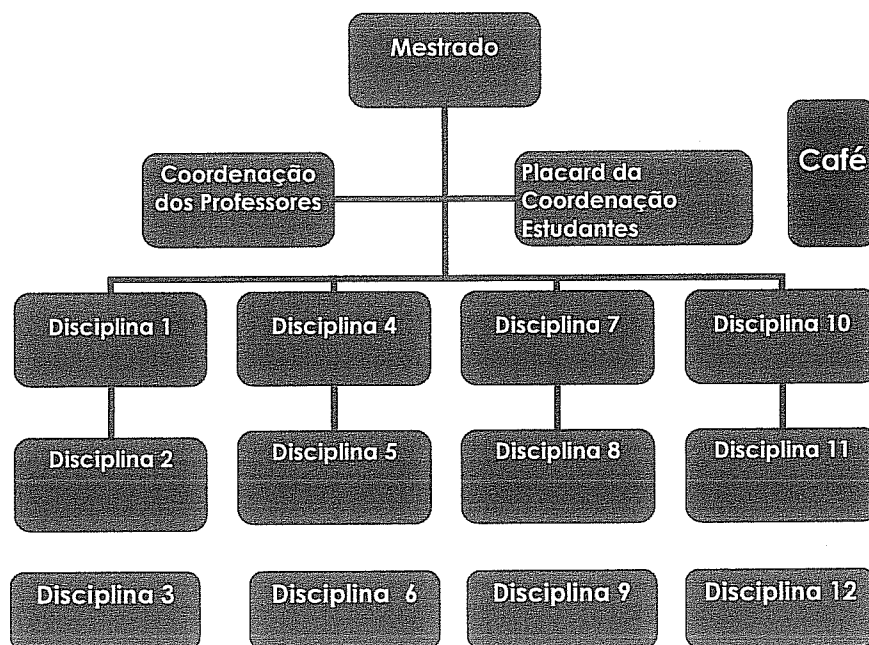 Mestrado
Café
Coordenação
dos Professores
Placard da
Coordenação
Estudantes
Disciplina 1
Disciplina 4
Disciplina 7
Disciplina 10
Disciplina 2
Disciplina 5
Disciplina 8
Disciplina 11
Disciplina 3
Disciplina 6
Disciplina 9
Disciplina 12